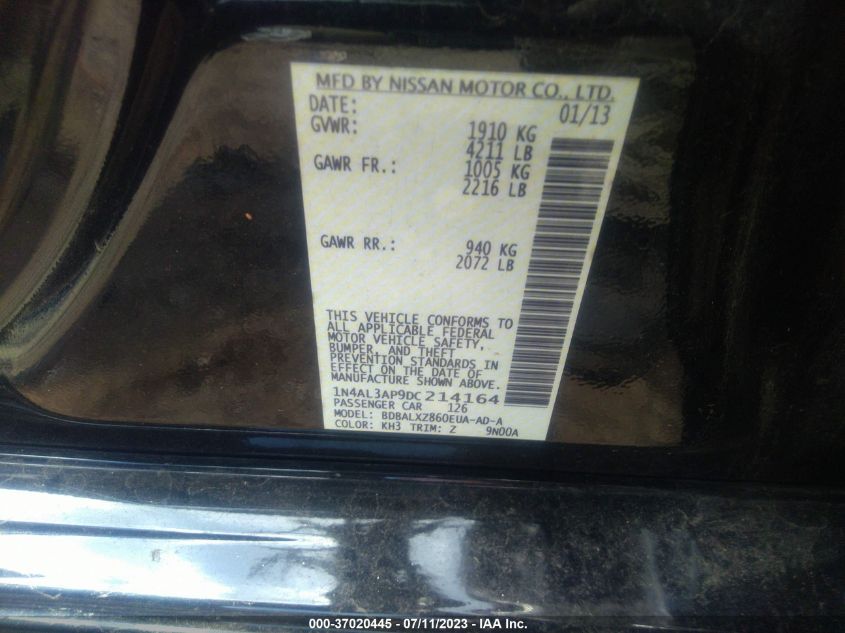 MFD BY NISSAN MOTOR CO., LTD.
DATE: 01/13
GVWR: 1910 KG
4211 LB
GAWR FR.: 1005 KG
2216 LB
GAWR RR.: 940 KG
2072 LB
THIS VEHICLE CONFORMS TO
ALL APPLICABLE FEDERAL
MOTOR VEHICLE SAFETY,
BUMPER, AND THEFT
PREVENTION STANDARDS IN
EFFECT ON THE DATE OF
MANUFACTURE SHOWN ABOVE.
1N4AL3AP9DC 214164
PASSENGER CAR 126
MODEL: BDBALXZ860EUA-AD-A
COLOR: KH3 TRIM: Z 9N00A
000-37020445 - 07/11/2023 - IAA Inc.